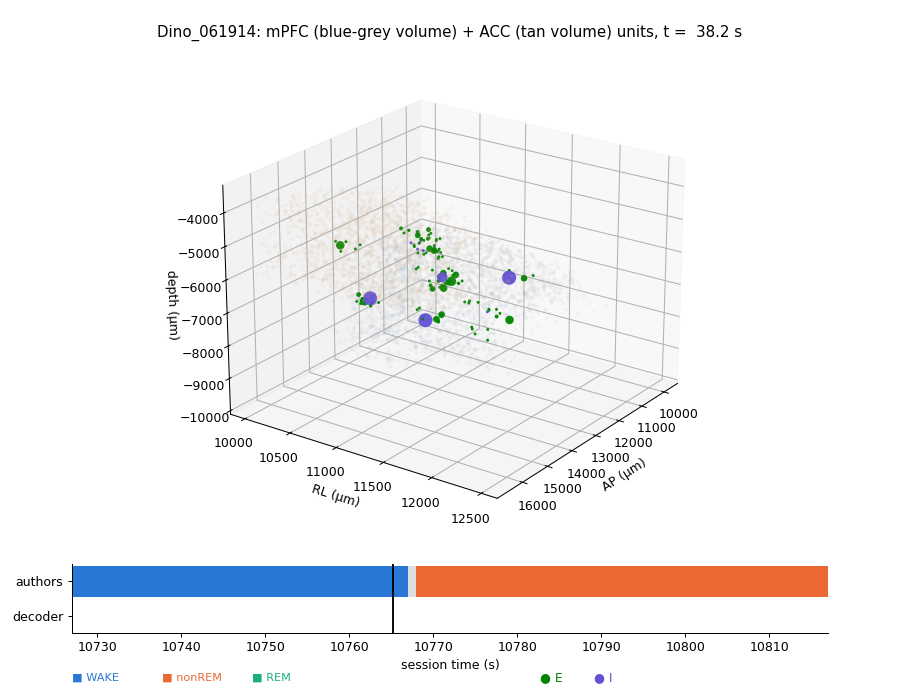 Dino_061914: mPFC (blue-grey volume) + ACC (tan volume) units, t =  38.2 s
−4000
−5000
−6000
−7000
−8000
−9000
−10000
depth (µm)
10000
10500
11000
11500
12000
12500
RL (µm)
10000
11000
12000
13000
14000
15000
16000
AP (µm)
authors
decoder
10730
10740
10750
10760
10770
10780
10790
10800
10810
session time (s)
WAKE
nonREM
REM
E
I